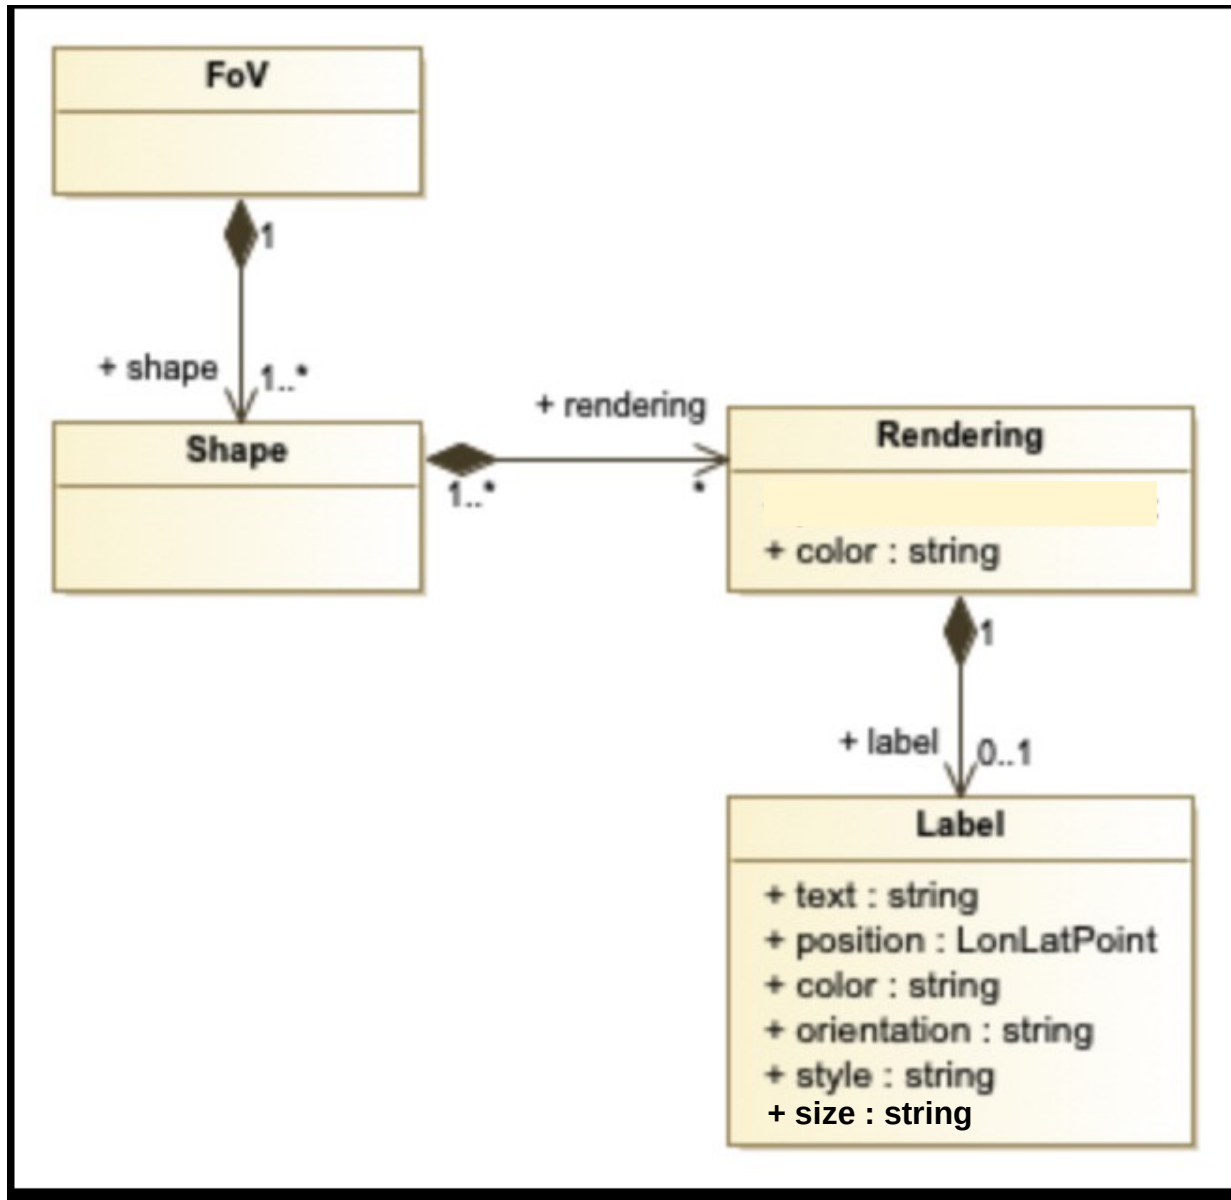 FoV
1
+ shape
1..*
Shape
1..*
+ rendering
*
Rendering
+ color : string
1
+ label
0..1
Label
+ text : string
+ position : LonLatPoint
+ color : string
+ orientation : string
+ style : string
+ size : string